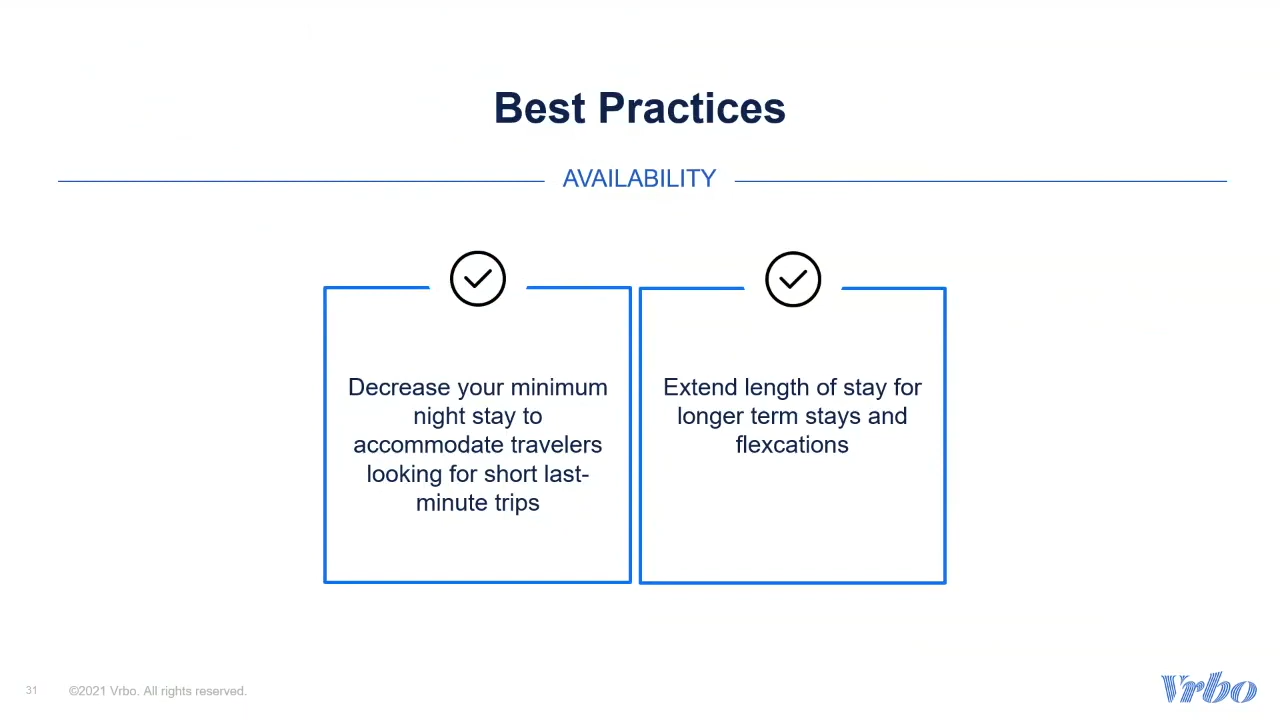 Best Practices
AVAILABILITY
Decrease your minimum
night stay to
accommodate travelers
looking for short last-
minute trips
Extend length of stay for
longer term stays and
flexcations
31 ©2021 Vrbo. All rights reserved.
Vrbo